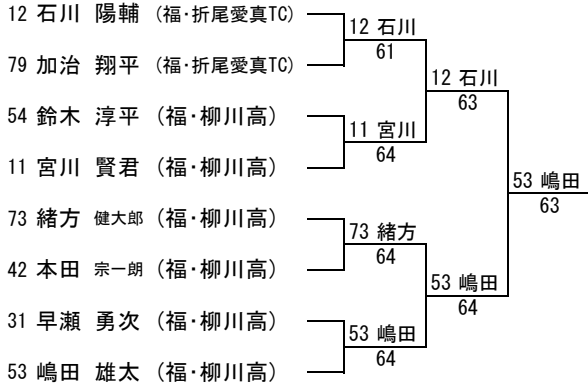 12 石川 陽輔 (福・折尾愛真TC)
12 石川
61
79 加治 翔平 (福・折尾愛真TC)
12 石川
63
54 鈴木 淳平 (福・柳川高)
11 宮川
64
11 宮川 賢君 (福・柳川高)
53 嶋田
63
73 緒方 健大郎 (福・柳川高)
73 緒方
64
42 本田 宗一朗 (福・柳川高)
53 嶋田
64
31 早瀬 勇次 (福・柳川高)
53 嶋田
64
53 嶋田 雄太 (福・柳川高)